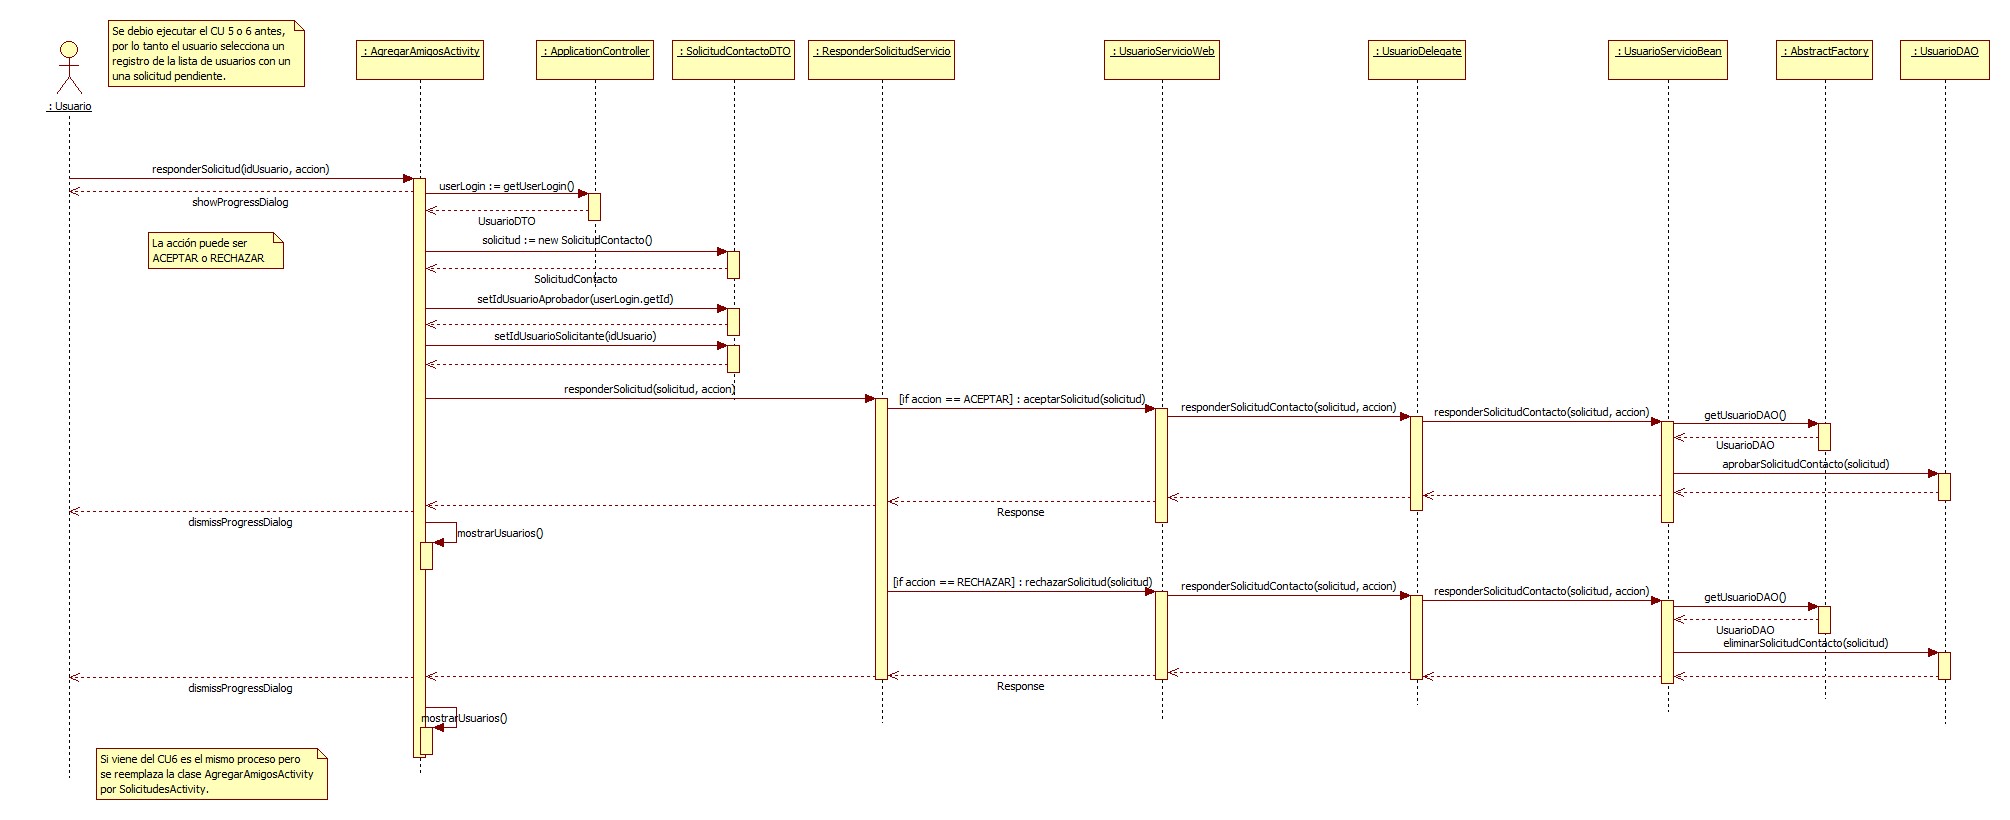 Se debio ejecutar el CU 5 o 6 antes,
por lo tanto el usuario selecciona un
registro de la lista de usuarios con un
una solicitud pendiente.
: Usuario
: AgregarAmigosActivity
: ApplicationController
: SolicitudContactoDTO
: ResponderSolicitudServicio
: UsuarioServicioWeb
: UsuarioDelegate
: UsuarioServicioBean
: AbstractFactory
: UsuarioDAO
responderSolicitud(idUsuario, accion)
showProgressDialog
userLogin := getUserLogin()
UsuarioDTO
La acción puede ser
ACEPTAR o RECHAZAR
solicitud := new SolicitudContacto()
SolicitudContacto
setIdUsuarioAprobador(userLogin.getId)
setIdUsuarioSolicitante(idUsuario)
responderSolicitud(solicitud, accion)
[if accion == ACEPTAR] : aceptarSolicitud(solicitud)
responderSolicitudContacto(solicitud, accion)
responderSolicitudContacto(solicitud, accion)
getUsuarioDAO()
UsuarioDAO
aprobarSolicitudContacto(solicitud)
Response
dismissProgressDialog
mostrarUsuarios()
[if accion == RECHAZAR] : rechazarSolicitud(solicitud)
responderSolicitudContacto(solicitud, accion)
responderSolicitudContacto(solicitud, accion)
getUsuarioDAO()
UsuarioDAO
eliminarSolicitudContacto(solicitud)
Response
dismissProgressDialog
mostrarUsuarios()
Si viene del CU6 es el mismo proceso pero
se reemplaza la clase AgregarAmigosActivity
por SolicitudesActivity.